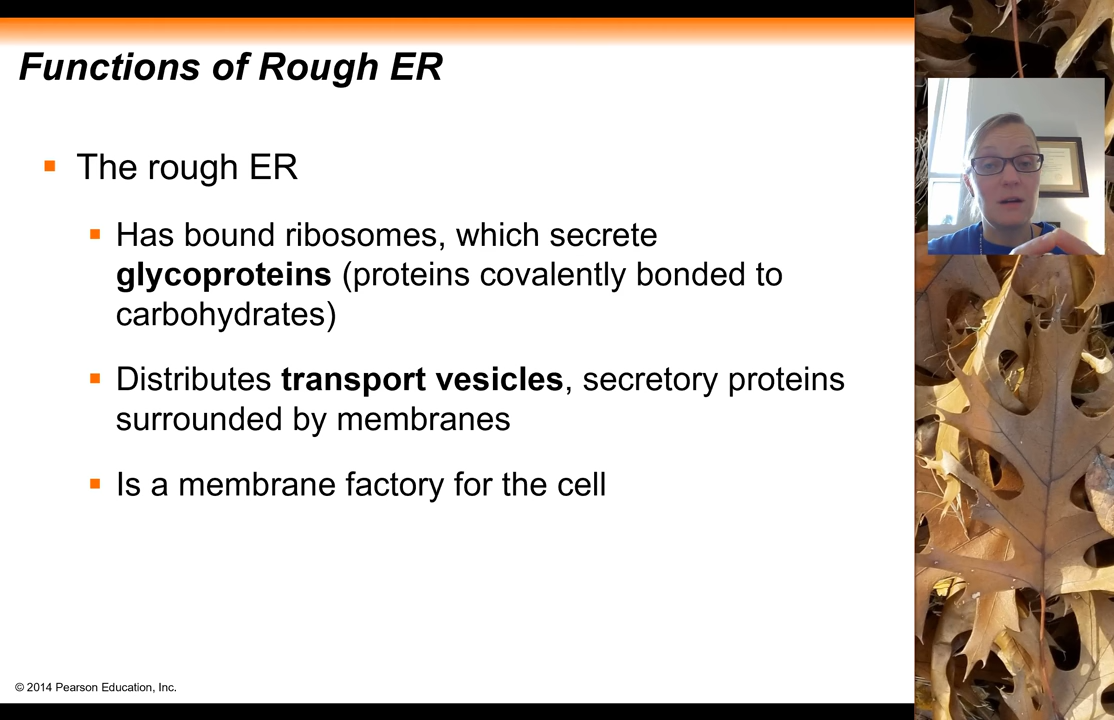 Functions of Rough ER
The rough ER
Has bound ribosomes, which secrete
glycoproteins (proteins covalently bonded to
carbohydrates)
Distributes transport vesicles, secretory proteins
surrounded by membranes
Is a membrane factory for the cell
© 2014 Pearson Education, Inc.